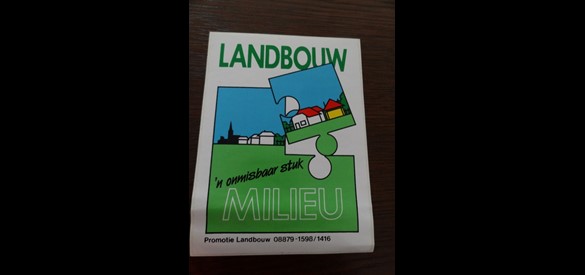 LANDBOUW
'n onmisbaar stuk
MILIEU
Promotie Landbouw 08879-1598/1416